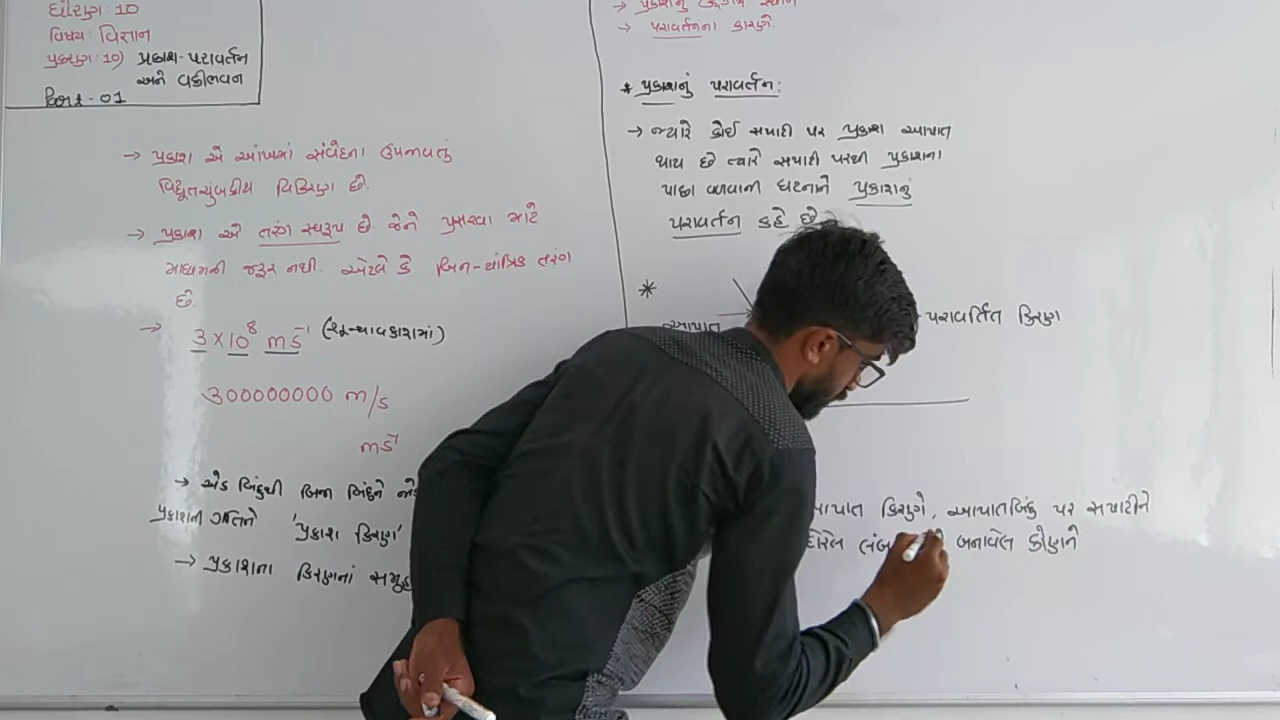 ધોરણ: 10
વિષય: વિજ્ઞાન
પ્રકરણ: 10) પ્રકાશ-પરાવર્તન
અને વક્રીભવન
દિવસ - 01
→ પ્રકાશ એ આંખમાં સંવેદના ઉપજાવતું
વિદ્યુતચુંબકીય વિકિરણ છે.
→ પ્રકાશ એ તરંગ સ્વરૂપ છે જેને પ્રસરવા માટે
માધ્યમની જરૂર નથી. એટલે કે બિન-યાંત્રિક તરંગ
છે.
→ 3×10⁸ ms⁻¹ (શૂન્યાવકાશમાં)
300000000 m/s
ms⁻¹
→ એક બિંદુથી બિજા બિંદુને
પ્રકાશની ગતિને 'પ્રકાશ કિરણ'
→ પ્રકાશના કિરણનાં
→ પ્રકાશનું
→ પરાવર્તનના કારણે
* પ્રકાશનું પરાવર્તન:
→ જ્યારે કોઈ સપાટી પર પ્રકાશ આપાત
થાય છે ત્યારે સપાટી પરથી પ્રકાશના
પાછા વળવાની ઘટનાને પ્રકાશનું
પરાવર્તન કહે છે
*
આપાત
પરાવર્તિત કિરણ
કિરણે, આપાતબિંદુ પર સપાટીને
દોરેલ બનાવેલ કોણને